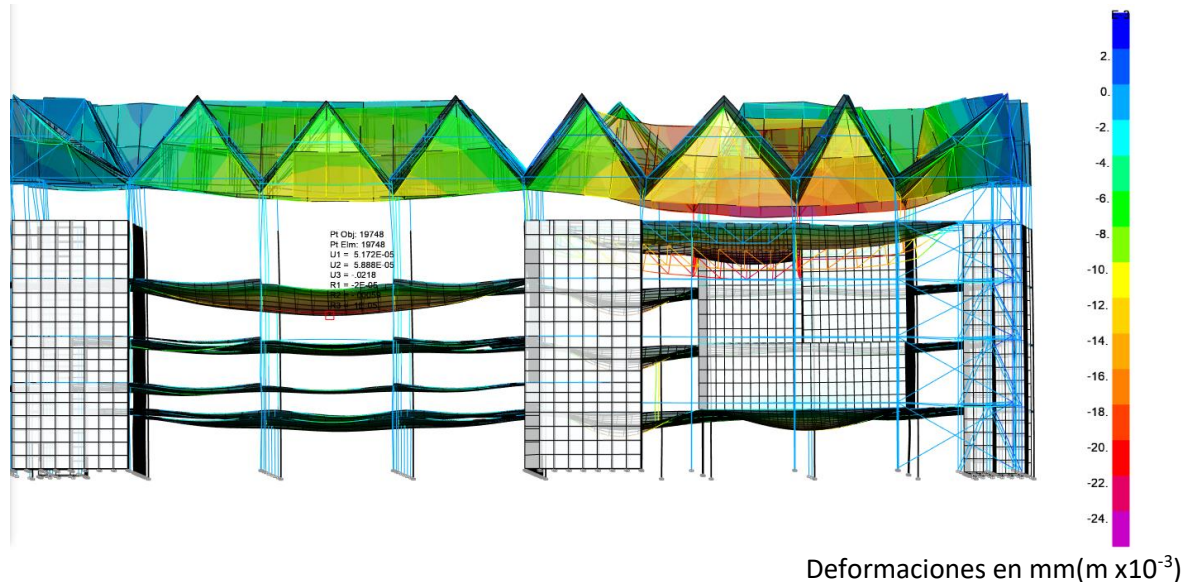 E-3
2.
0.
-2.
-4.
-6.
-8.
-10.
-12.
-14.
-16.
-18.
-20.
-22.
-24.
Pt Obj: 19748
Pt Elm: 19748
U1 = 5.172E-05
U2 = 5.888E-05
U3 = -.0218
R1 = -2E-05
Deformaciones en mm(m x10⁻³)